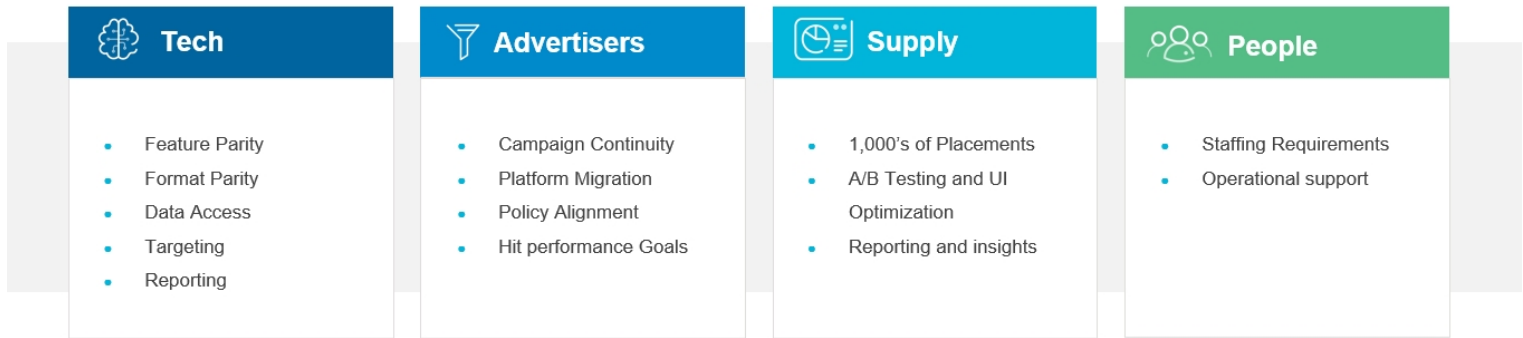 Tech
Feature Parity
Format Parity
Data Access
Targeting
Reporting
Advertisers
Campaign Continuity
Platform Migration
Policy Alignment
Hit performance Goals
Supply
1,000’s of Placements
A/B Testing and UI
Optimization
Reporting and insights
People
Staffing Requirements
Operational support